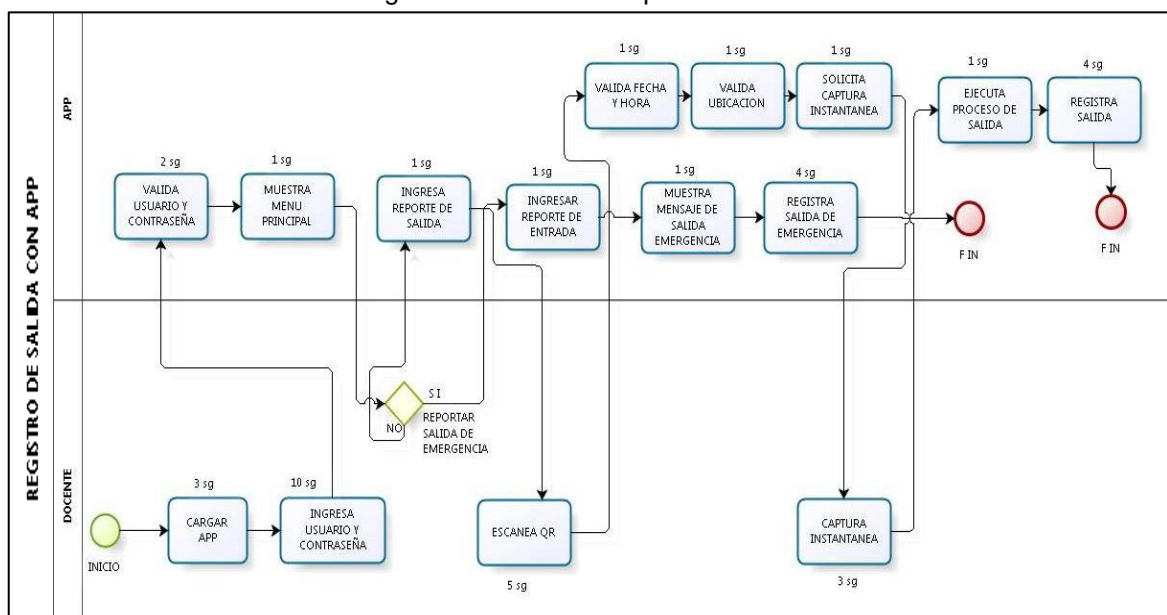 REGISTRO DE SALIDA CON APP
APP
1 sg
1 sg
1 sg
1 sg
4 sg
VALIDA FECHA
Y HORA
VALIDA
UBICACION
SOLICITA
CAPTURA
INSTANTANEA
EJECUTA
PROCESO DE
SALIDA
REGISTRA
SALIDA
2 sg
1 sg
1 sg
1 sg
1 sg
4 sg
VALIDA
USUARIO Y
CONTRASEÑA
MUESTRA
MENU
PRINCIPAL
INGRESA
REPORTE DE
SALIDA
INGRESAR
REPORTE DE
ENTRADA
MUESTRA
MENSAJE DE
SALIDA
EMERGENCIA
REGISTRA
SALIDA DE
EMERGENCIA
F IN
F IN
DOCENTE
S I
NO
REPORTAR
SALIDA DE
EMERGENCIA
3 sg
10 sg
INICIO
CARGAR
APP
INGRESA
USUARIO Y
CONTRASEÑA
ESCANEA QR
5 sg
CAPTURA
INSTANTANEA
3 sg